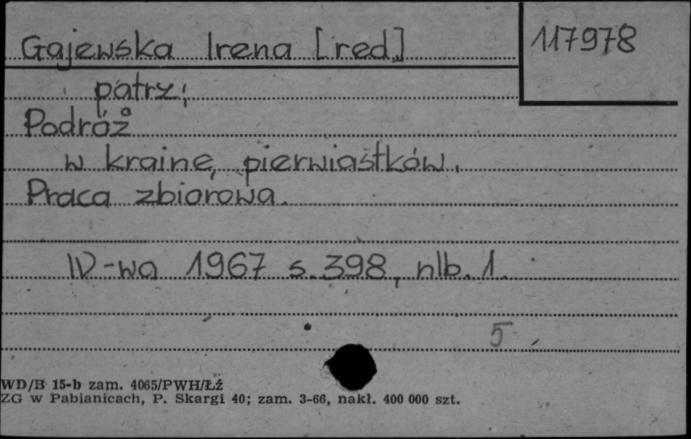 Gajewska Irena [red.]
117978
patrz:
Podróż
w krainę pierwiastków.
Praca zbiorowa.
W-wa 1967 s. 398, nlb. 1.
5
WD/B 15-b zam. 4065/PWH/Łź
ZG w Pabianicach, P. Skargi 40; zam. 3-66, nakł. 400 000 szt.